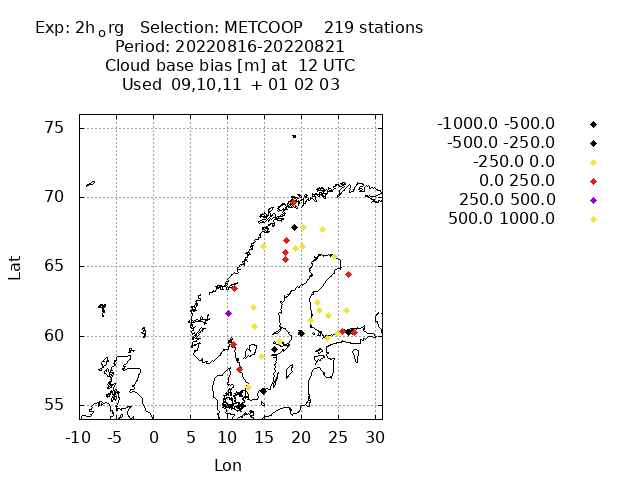 Exp: 2h_org   Selection: METCOOP    219 stations
Period: 20220816-20220821
Cloud base bias [m] at  12 UTC
Used  09,10,11  + 01 02 03
-1000.0 -500.0
-500.0 -250.0
-250.0 0.0
0.0 250.0
250.0 500.0
500.0 1000.0
75
70
65
60
55
Lat
-10 -5 0 5 10 15 20 25 30
Lon